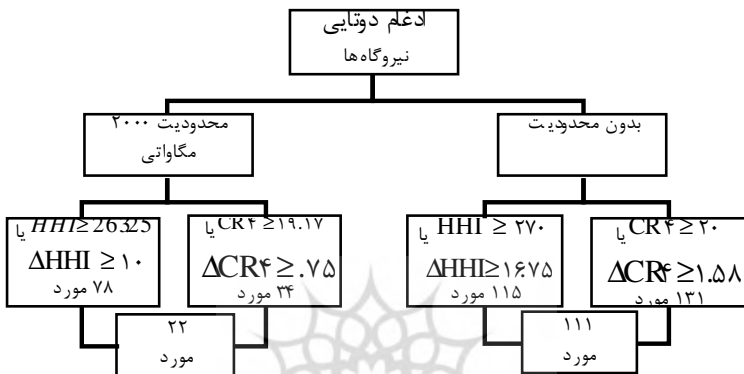 ادغام دوتایی
نیروگاه‌ها
بدون محدودیت
محدودیت ۲۰۰۰
مگاواتی
CR۴ ≥۲۰ یا
ΔCR۴ ≥1.۵۸
۱۳۱ مورد
HHI ≥ ۲۷۰ یا
ΔHHI≥۱۶.۷۵
۱۱۵ مورد
CR۴ ≥۱۹.۱۷ یا
ΔCR۴ ≥.۷۵
۳۴ مورد
HHI≥26325 یا
ΔHHI ≥۱۰
۷۸ مورد
۱۱۱
مورد
۲۲
مورد